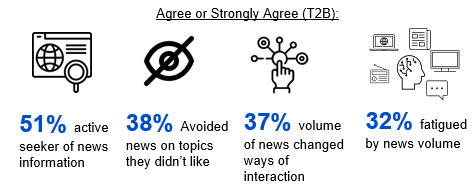 Agree or Strongly Agree (T2B):
51% active
seeker of news
information
38% Avoided
news on topics
they didn't like
37% volume
of news changed
ways of
interaction
32% fatigued
by news volume